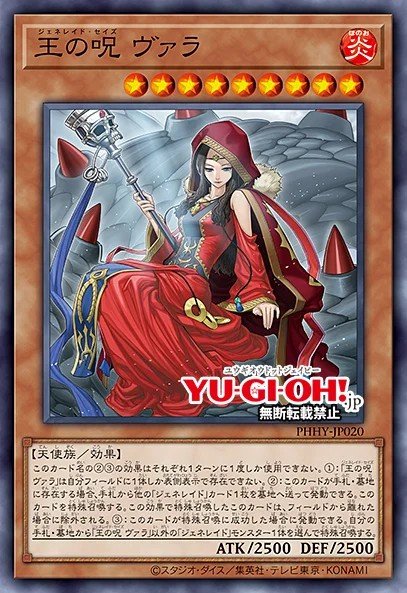 ジェネレイド・セイズ
王の呪 ヴァラ
ほのお
炎
ユウギオウドットジェイピー
YU-GI-OH!.jp
無断転載禁止
PHHY-JP020
【天使族/効果】
このカード名の②③の効果はそれぞれ1ターンに1度しか使用できない。①:「王の呪
ヴァラ」は自分フィールドに1体しか表側表示で存在できない。②:このカードが手札・墓地
に存在する場合、手札から他の「ジェネレイド」カード1枚を墓地へ送って発動できる。このカ
ードを特殊召喚する。この効果で特殊召喚したこのカードは、フィールドから離れた
場合に除外される。③:このカードが特殊召喚に成功した場合に発動できる。自分の
手札・墓地から「王の呪 ヴァラ」以外の「ジェネレイド」モンスター1体を選んで特殊召喚する。
ATK/2500 DEF/2500
©スタジオ・ダイス/集英社・テレビ東京・KONAMI